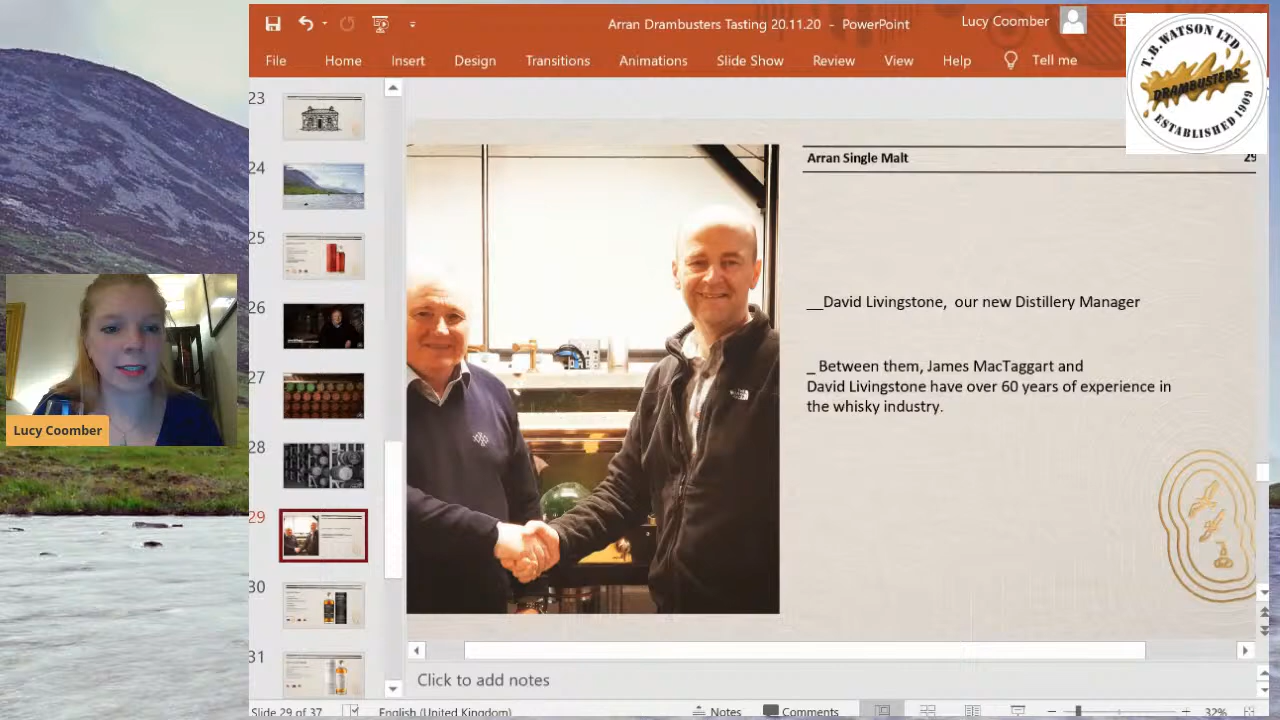 Arran Drambusters Tasting 20.11.20 - PowerPoint
Lucy Coomber
File Home Insert Design Transitions Animations Slide Show Review View Help Tell me
T.B.WATSON LTD
DRAMBUSTERS
ESTABLISHED 1909
23
24
25
26
27
28
29
30
31
Arran Single Malt 29
__David Livingstone, our new Distillery Manager
_ Between them, James MacTaggart and
David Livingstone have over 60 years of experience in
the whisky industry.
Lucy Coomber
Click to add notes
Slide 29 of 37 English (United Kingdom) Notes Comments 32%